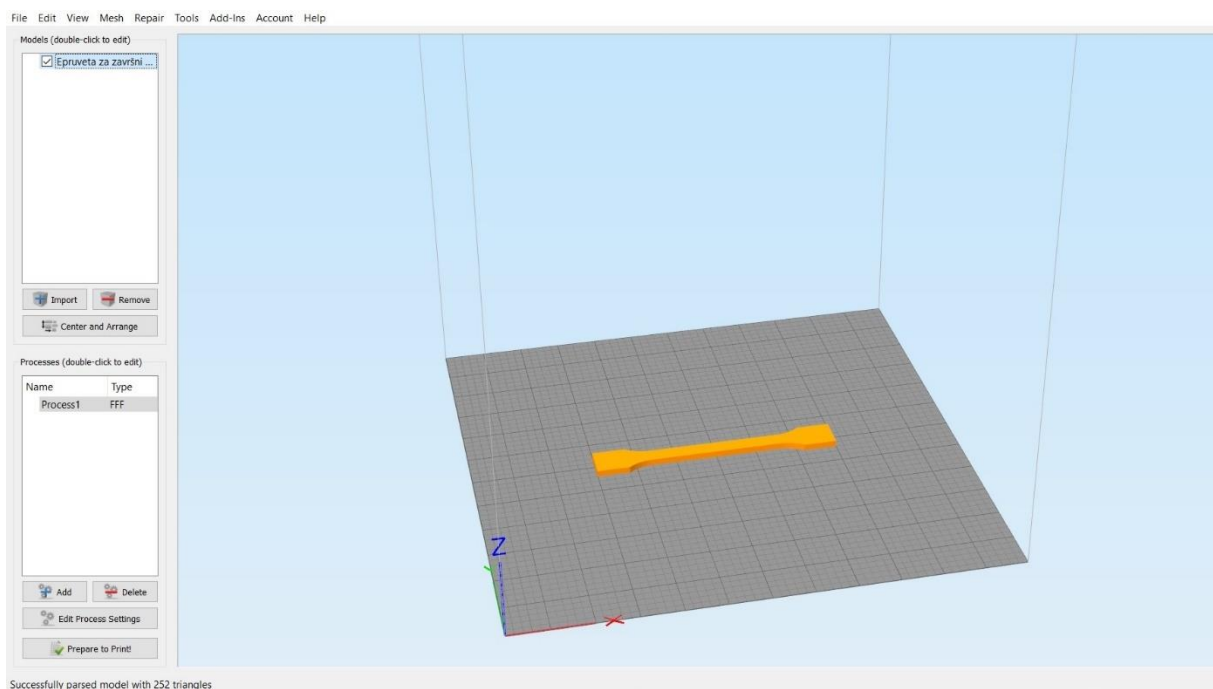 File Edit View Mesh Repair Tools Add-Ins Account Help
Models (double-click to edit)
Epruveta za završni ...
Import Remove
Center and Arrange
Processes (double-click to edit)
Name Type
Process1 FFF
Add Delete
Edit Process Settings
Prepare to Print!
Z
X
Successfully parsed model with 252 triangles